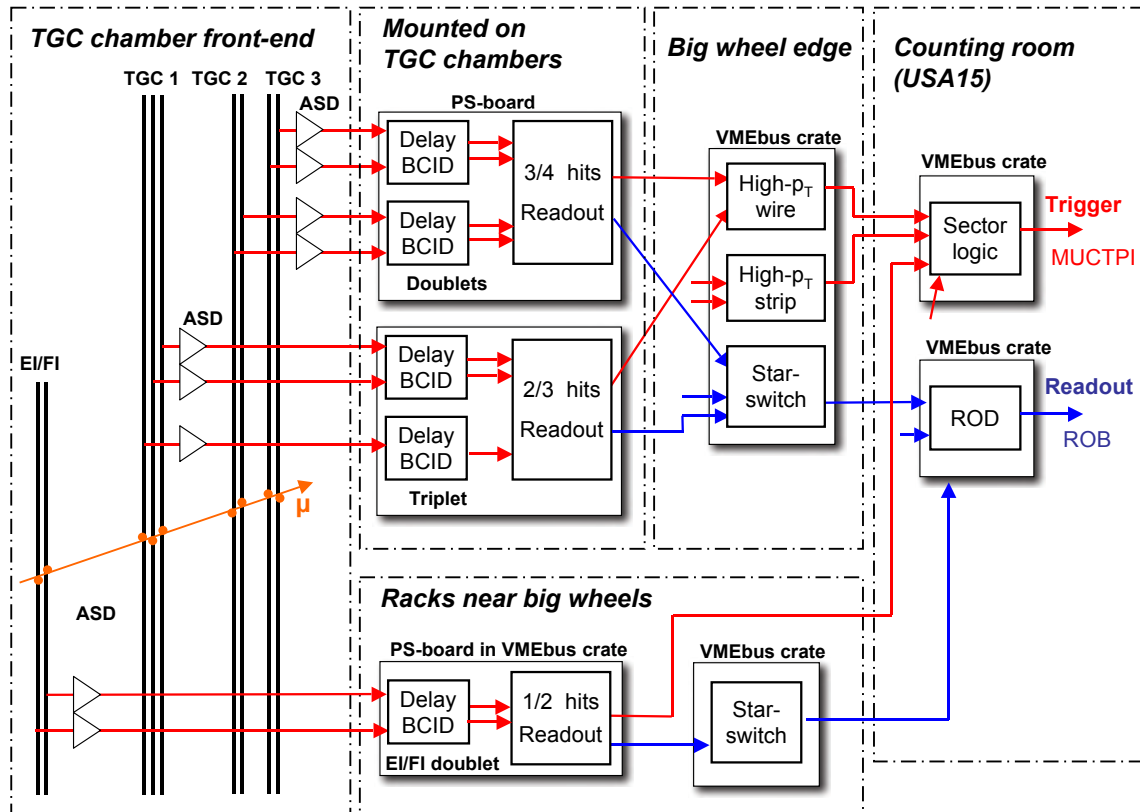 TGC chamber front-end
TGC 1
TGC 2
TGC 3
ASD
ASD
EI/FI
μ
ASD
Mounted on
TGC chambers
PS-board
Delay
BCID
Delay
BCID
3/4 hits
Readout
Doublets
Delay
BCID
Delay
BCID
2/3 hits
Readout
Triplet
Big wheel edge
VMEbus crate
High-pT
wire
High-pT
strip
Star-
switch
Counting room
(USA15)
VMEbus crate
Sector
logic
Trigger
MUCTPI
VMEbus crate
ROD
Readout
ROB
Racks near big wheels
PS-board in VMEbus crate
Delay
BCID
1/2 hits
Readout
EI/FI doublet
VMEbus crate
Star-
switch